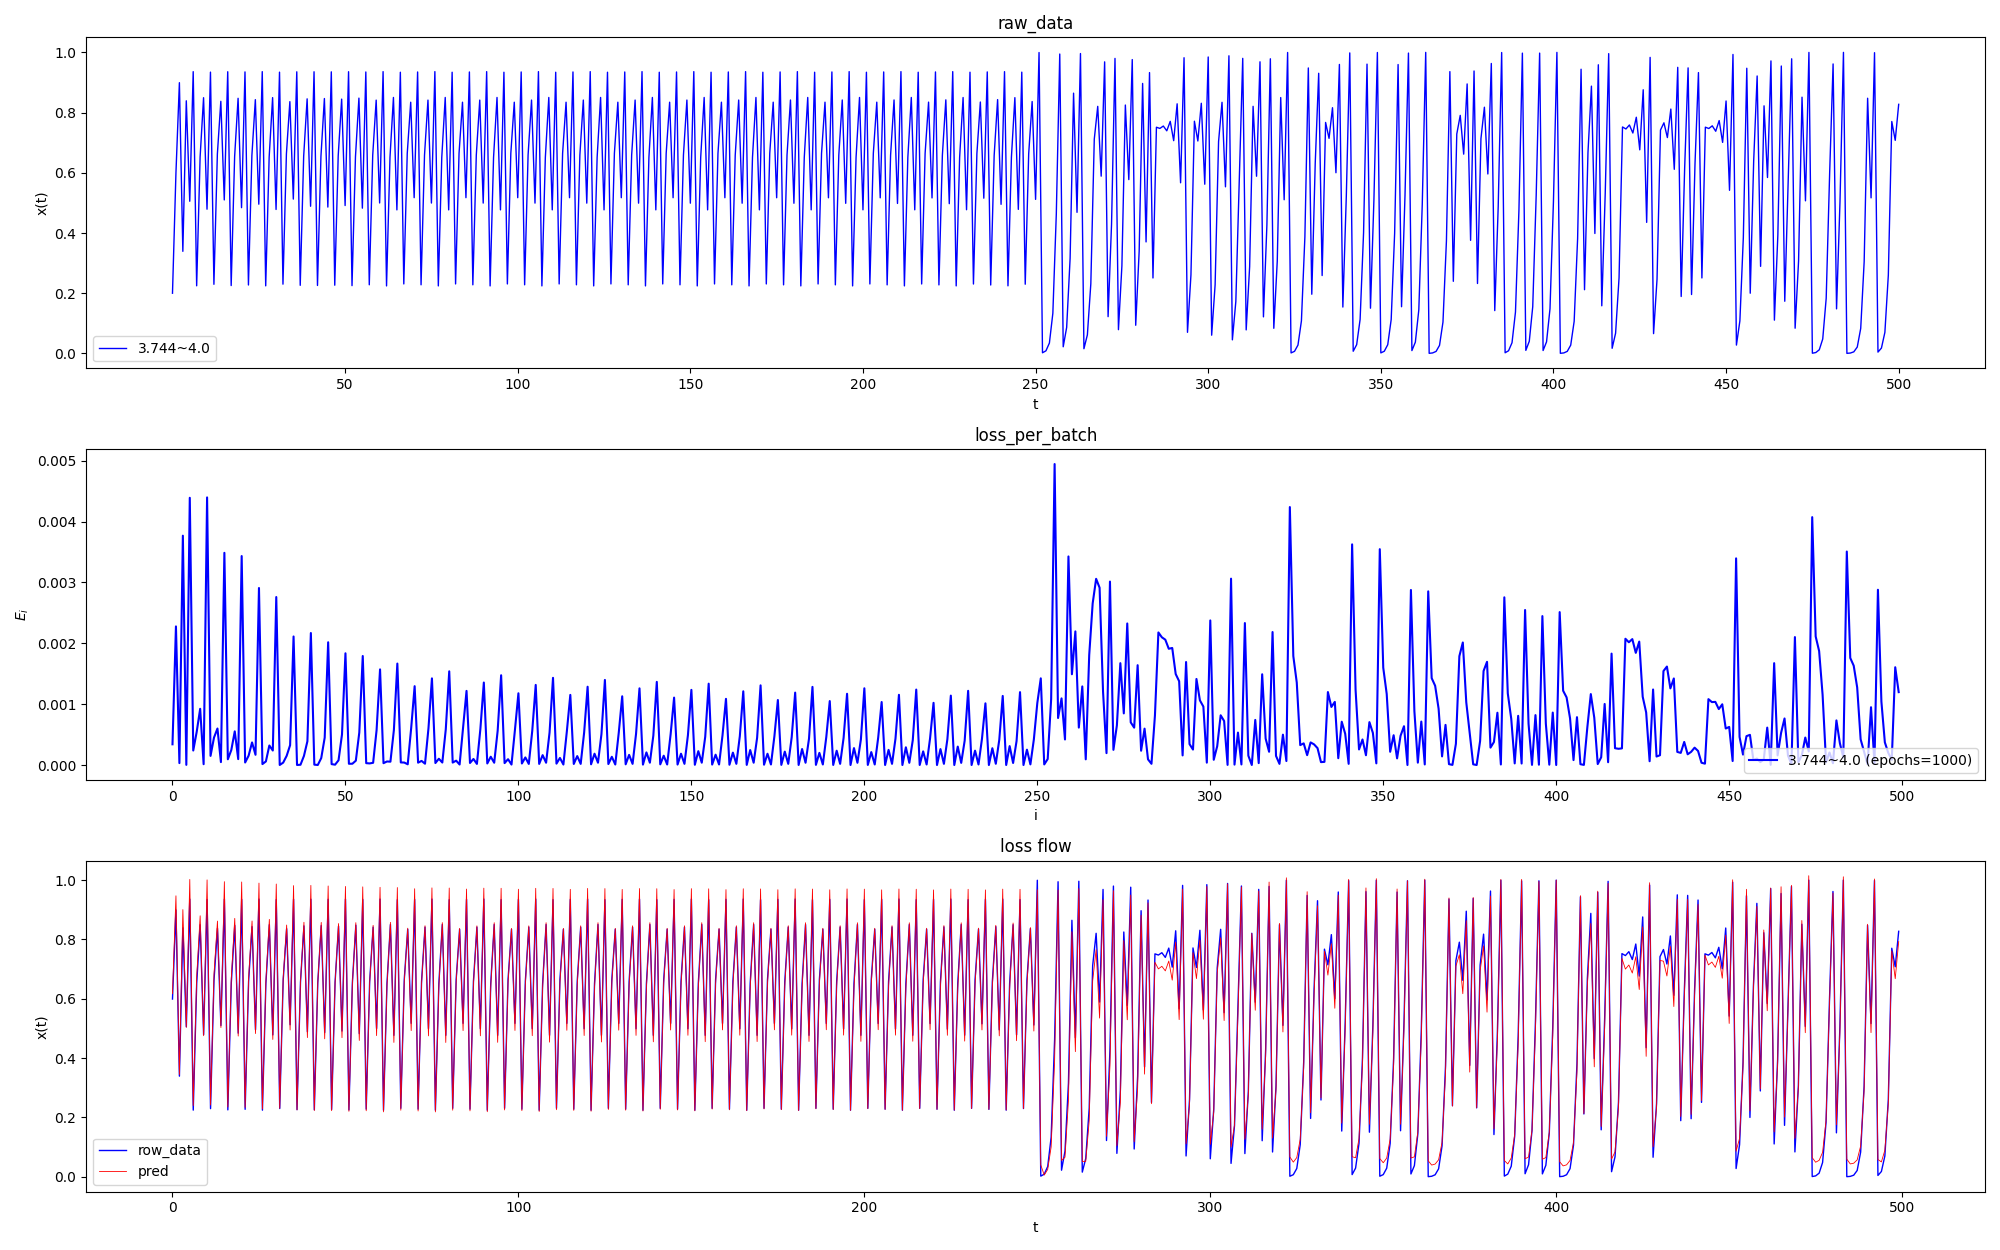 raw_data
1.0
0.8
0.6
0.4
0.2
0.0
x(t)
3.744~4.0
50 100 150 200 250 300 350 400 450 500
t
loss_per_batch
0.005
0.004
0.003
0.002
0.001
0.000
E_i
3.744~4.0 (epochs=1000)
0 50 100 150 200 250 300 350 400 450 500
i
loss flow
1.0
0.8
0.6
0.4
0.2
0.0
x(t)
row_data
pred
0 100 200 300 400 500
t